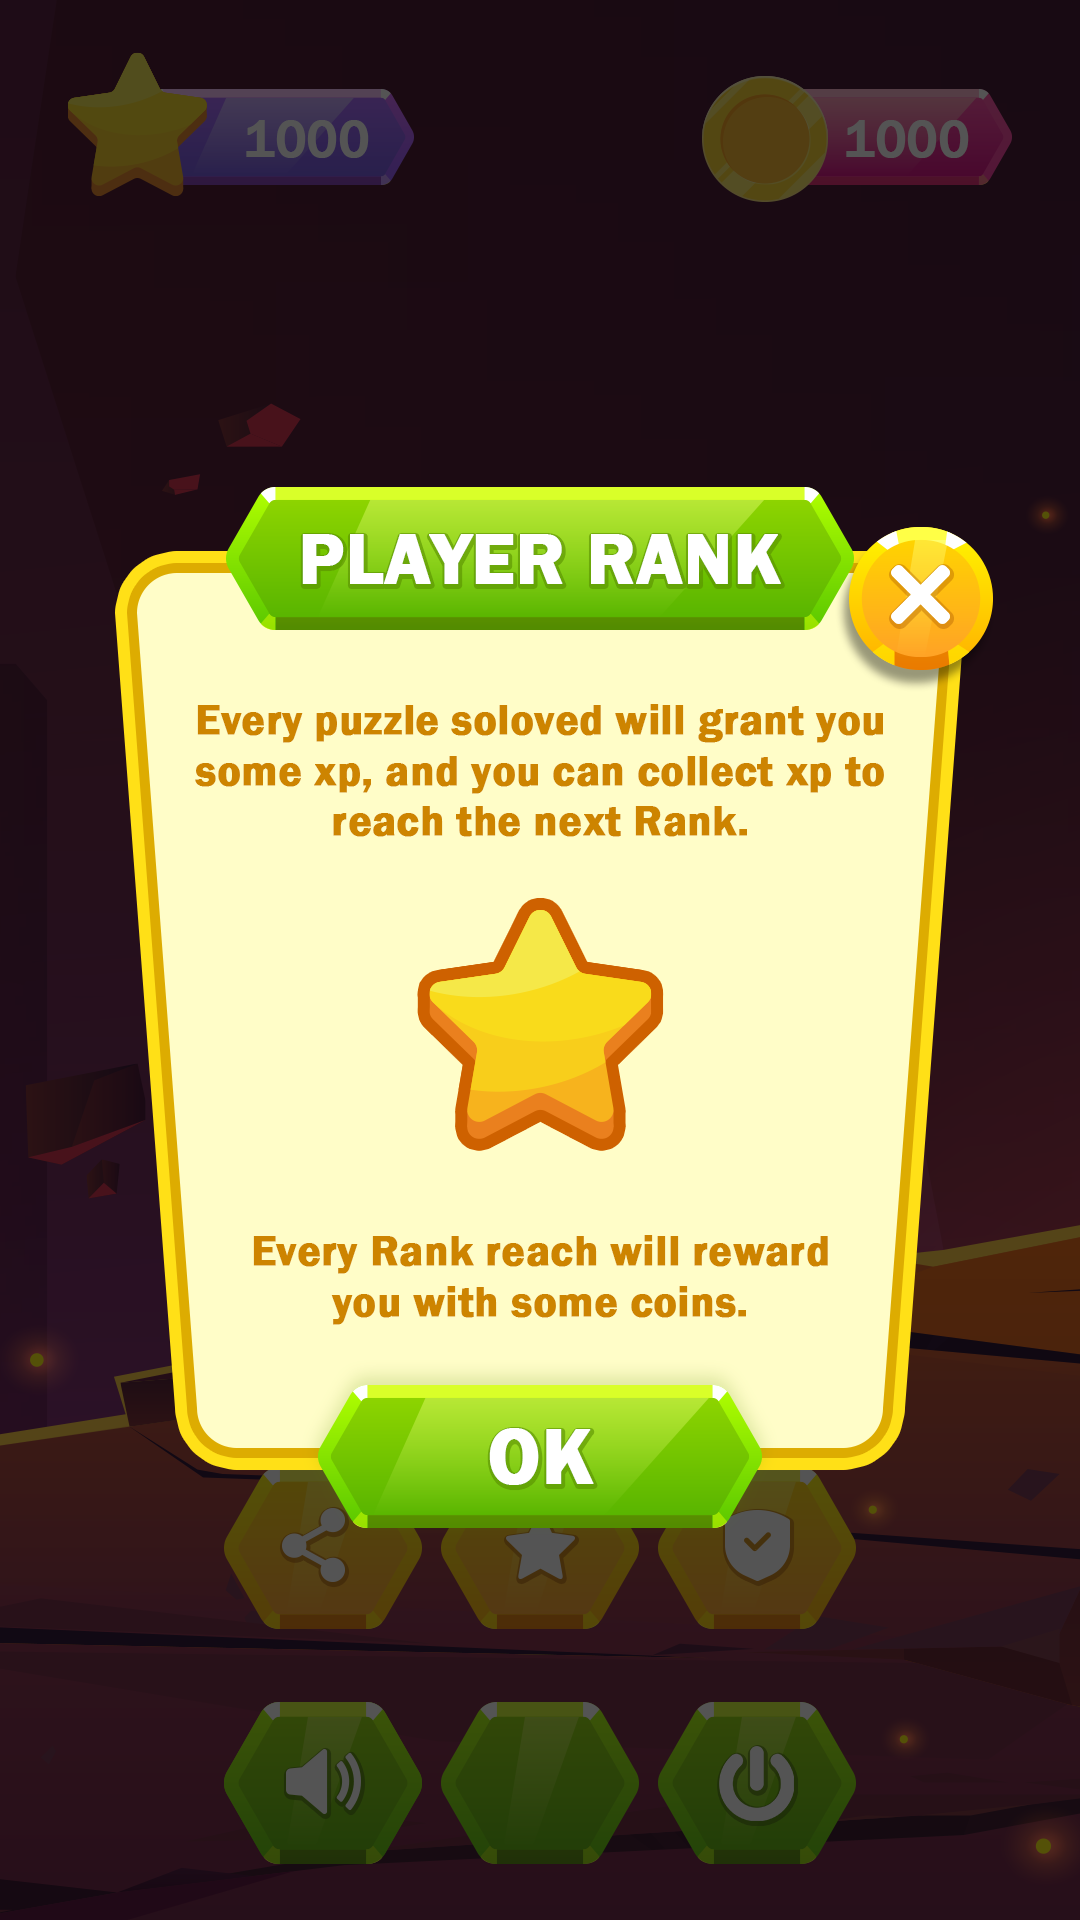 1000 1000
PLAYER RANK
Every puzzle soloved will grant you
some xp, and you can collect xp to
reach the next Rank.
Every Rank reach will reward
you with some coins.
OK